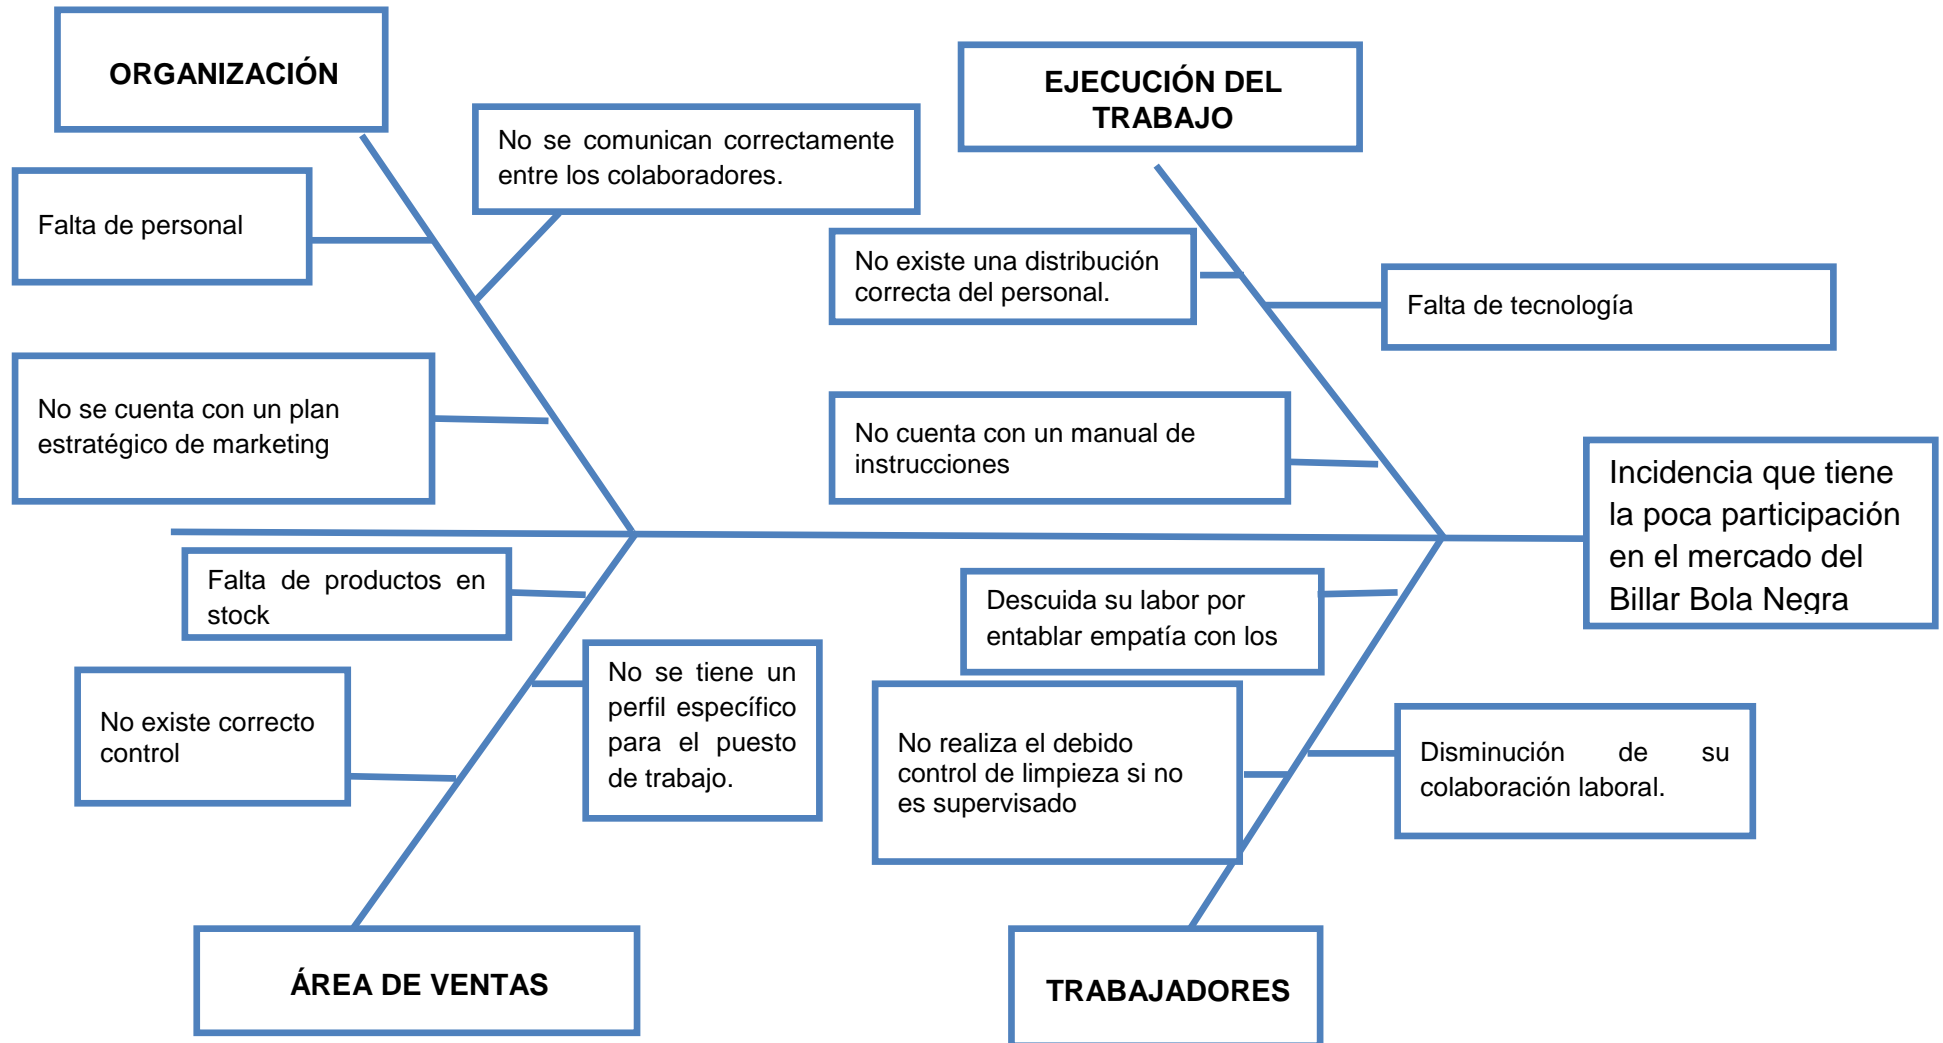 ORGANIZACIÓN
EJECUCIÓN DEL
TRABAJO
No se comunican correctamente
entre los colaboradores.
Falta de personal
No existe una distribución
correcta del personal.
Falta de tecnología
No se cuenta con un plan
estratégico de marketing
No cuenta con un manual de
instrucciones
Incidencia que tiene
la poca participación
en el mercado del
Billar Bola Negra
Falta de productos en
stock
Descuida su labor por
entablar empatía con los
No se tiene un
perfil específico
para el puesto
de trabajo.
No existe correcto
control
No realiza el debido
control de limpieza si no
es supervisado
Disminución de su
colaboración laboral.
ÁREA DE VENTAS
TRABAJADORES